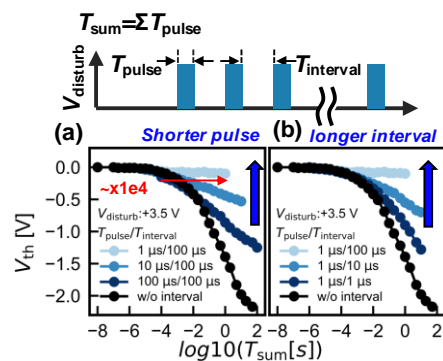 T_sum=ΣT_pulse
V_disturb
T_pulse
T_interval
(a) Shorter pulse
(b) longer interval
V_th [V]
0.0
-0.5
-1.0
-1.5
-2.0
~x1e4
V_disturb:+3.5 V
T_pulse/T_interval
1 μs/100 μs
10 μs/100 μs
100 μs/100 μs
w/o interval
-8 -6 -4 -2 0 2
V_disturb:+3.5 V
T_pulse/T_interval
1 μs/100 μs
1 μs/10 μs
1 μs/1 μs
w/o interval
-8 -6 -4 -2 0 2
log10(T_sum[s])